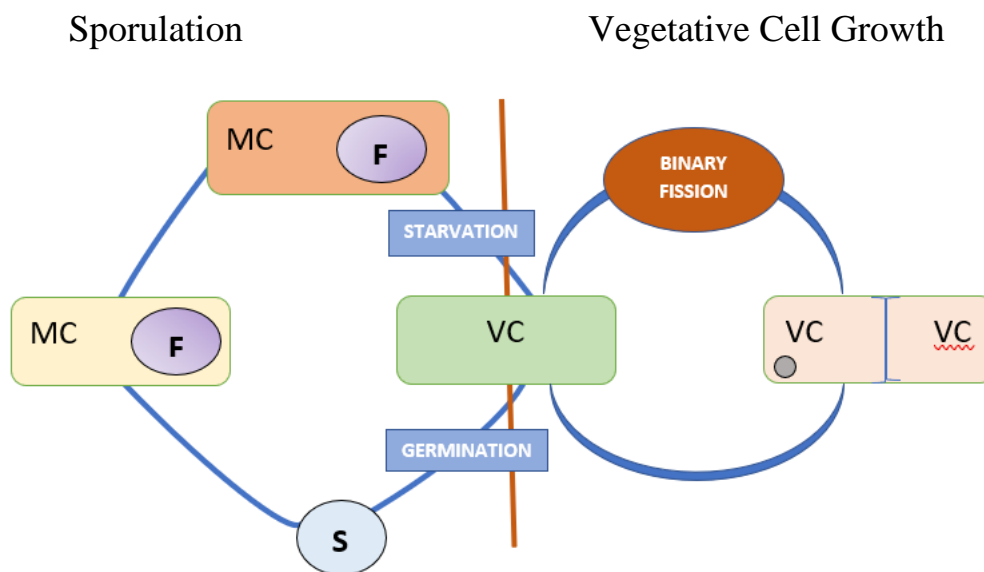 Sporulation
Vegetative Cell Growth
MC
F
BINARY
FISSION
STARVATION
MC
F
VC
VC
VC
GERMINATION
S